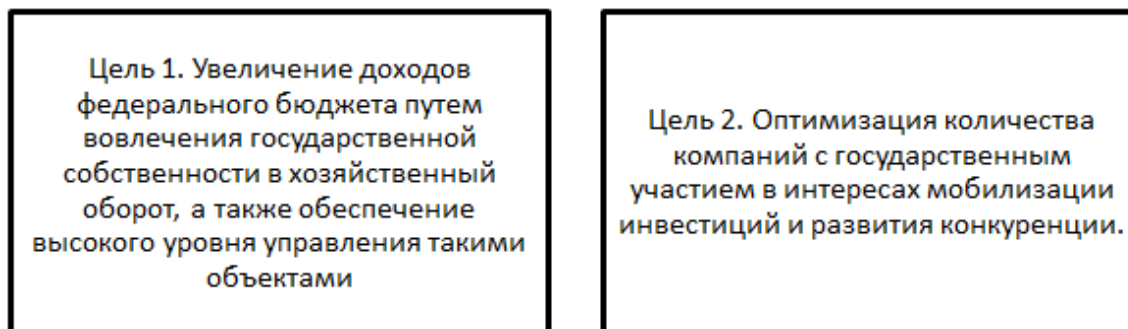 Цель 1. Увеличение доходов
федерального бюджета путем
вовлечения государственной
собственности в хозяйственный
оборот, а также обеспечение
высокого уровня управления такими
объектами
Цель 2. Оптимизация количества
компаний с государственным
участием в интересах мобилизации
инвестиций и развития конкуренции.